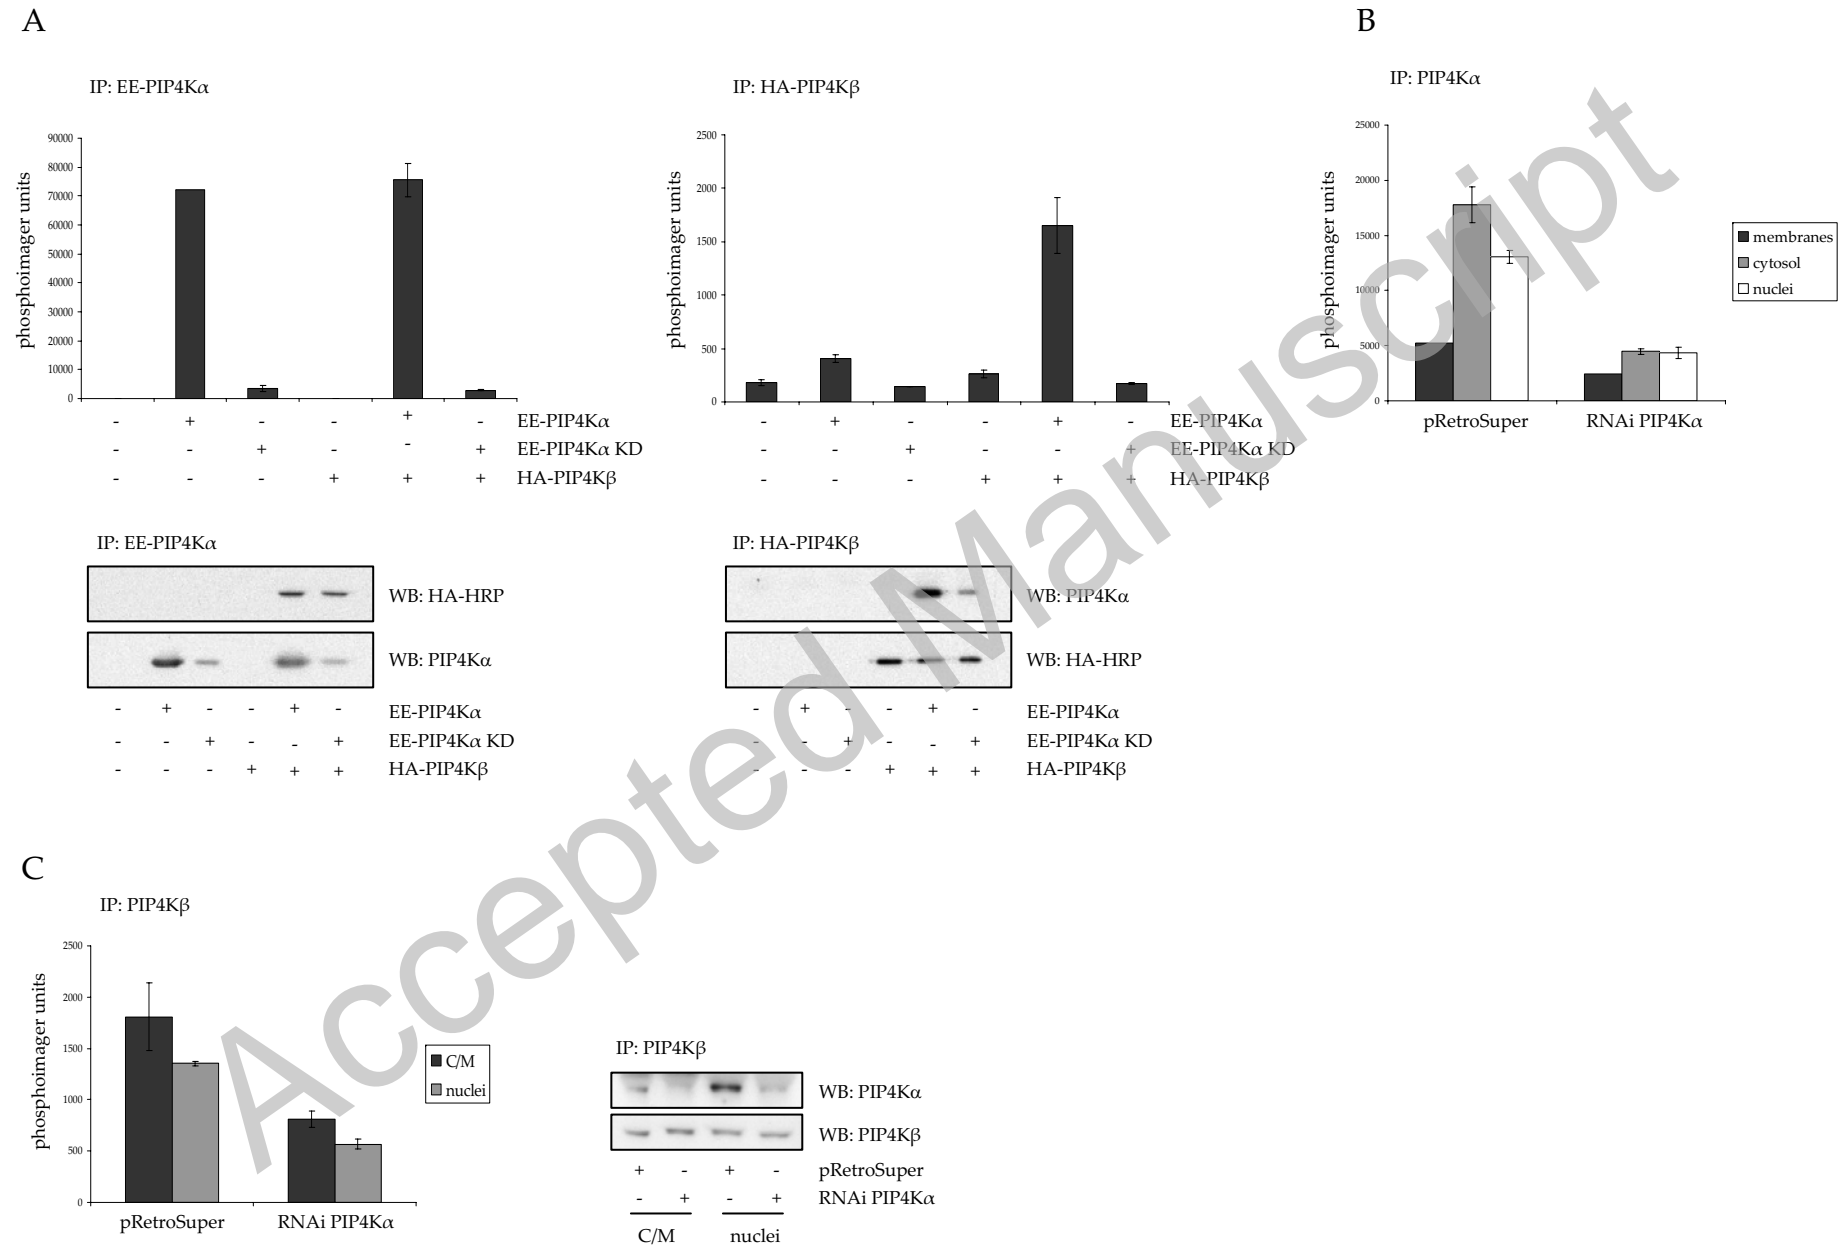 A
B
IP: EE-PIP4Kα
IP: HA-PIP4Kβ
IP: PIP4Kα
phosphoimager units
90000
80000
70000
60000
50000
40000
30000
20000
10000
0
- + - - + - EE-PIP4Kα
- - + - - + EE-PIP4Kα KD
- - - + + + HA-PIP4Kβ
phosphoimager units
2500
2000
1500
1000
500
0
- + - - + - EE-PIP4Kα
- - + - - + EE-PIP4Kα KD
- - - + + + HA-PIP4Kβ
phosphoimager units
25000
20000
15000
10000
5000
0
pRetroSuper RNAi PIP4Kα
membranes
cytosol
nuclei
IP: EE-PIP4Kα
WB: HA-HRP
WB: PIP4Kα
- + - - + - EE-PIP4Kα
- - + - - + EE-PIP4Kα KD
- - - + + + HA-PIP4Kβ
IP: HA-PIP4Kβ
WB: PIP4Kα
WB: HA-HRP
- + - - + - EE-PIP4Kα
- - + - - + EE-PIP4Kα KD
- - - + + + HA-PIP4Kβ
C
IP: PIP4Kβ
phosphoimager units
2500
2000
1500
1000
500
0
pRetroSuper RNAi PIP4Kα
C/M
nuclei
IP: PIP4Kβ
WB: PIP4Kα
WB: PIP4Kβ
+ - + - pRetroSuper
- + - + RNAi PIP4Kα
C/M nuclei
Accepted Manuscript